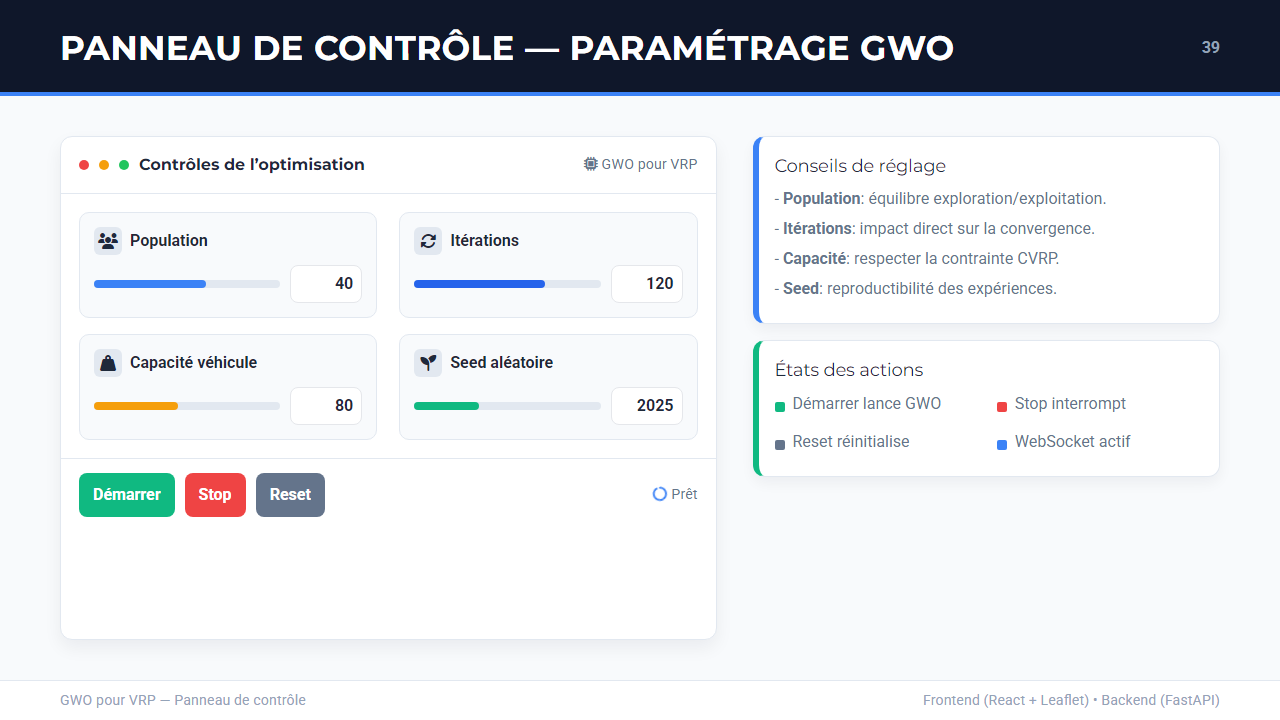 PANNEAU DE CONTRÔLE — PARAMÉTRAGE GWO
39
Contrôles de l’optimisation
GWO pour VRP
Population
40
Itérations
120
Capacité véhicule
80
Seed aléatoire
2025
Démarrer
Stop
Reset
Prêt
Conseils de réglage
- Population: équilibre exploration/exploitation.
- Itérations: impact direct sur la convergence.
- Capacité: respecter la contrainte CVRP.
- Seed: reproductibilité des expériences.
États des actions
Démarrer lance GWO
Stop interrompt
Reset réinitialise
WebSocket actif
GWO pour VRP — Panneau de contrôle
Frontend (React + Leaflet) • Backend (FastAPI)